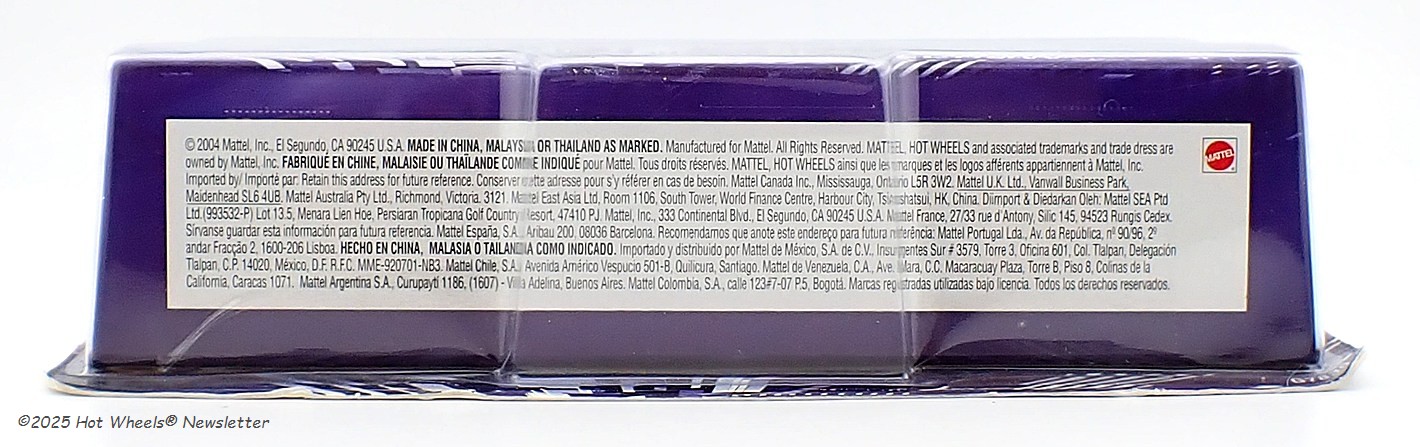 © 2004 Mattel, Inc., El Segundo, CA 90245 U.S.A. MADE IN CHINA, MALAYSIA OR THAILAND AS MARKED. Manufactured for Mattel. All Rights Reserved. MATTEL, HOT WHEELS and associated trademarks and trade dress are
owned by Mattel, Inc. FABRIQUÉ EN CHINE, MALAISIE OU THAÏLANDE COMME INDIQUÉ pour Mattel. Tous droits réservés. MATTEL, HOT WHEELS ainsi que les marques et les logos afférents appartiennent à Mattel, Inc.
Imported by/ Importé par: Retain this address for future reference. Conserver cette adresse pour s'y référer en cas de besoin. Mattel Canada Inc., Mississauga, Ontario L5R 3W2. Mattel U.K. Ltd., Vanwall Business Park,
Maidenhead SL6 4UB. Mattel Australia Pty Ltd., Richmond, Victoria. 3121. Mattel East Asia Ltd, Room 1106, South Tower, World Finance Centre, Harbour City, Tsimshatsui, HK, China. Diimport & Diedarkan Oleh: Mattel SEA Ptd
Ltd.(993532-P) Lot 13.5, Menara Lien Hoe, Persiaran Tropicana Golf Country Resort. 47410 PJ. Mattel, Inc., 333 Continental Blvd., El Segundo, CA 90245 U.S.A. Mattel France, 27/33 rue d'Antony, Silic 145, 94523 Rungis Cedex.
Sírvanse guardar esta información para futura referencia. Mattel España, S.A., Aribau 200, 08036 Barcelona. Recomendamos que anote este endereço para futura referência: Mattel Portugal Lda., Av. da República, nº 90/96, 2º
andar Fracção 2, 1600-206 Lisboa. HECHO EN CHINA, MALASIA O TAILANDIA COMO INDICADO. Importado y distribuido por Mattel de México, S.A. de C.V., Insurgentes Sur # 3579, Torre 3, Oficina 601, Col. Tlalpan, Delegación
Tlalpan, C.P. 14020, México, D.F. R.F.C. MME-920701-NB3. Mattel Chile, S.A., Avenida Américo Vespucio 501-B, Quilicura, Santiago. Mattel de Venezuela, C.A., Ave. Mara, C.C. Macaracuay Plaza, Torre B, Piso 8, Colinas de la
California, Caracas 1071. Mattel Argentina S.A., Curupaytí 1186, (1607) - Villa Adelina, Buenos Aires. Mattel Colombia, S.A., calle 123#7-07 P.5, Bogotá. Marcas registradas utilizadas bajo licencia. Todos los derechos reservados.
MATTEL
©2025 Hot Wheels® Newsletter